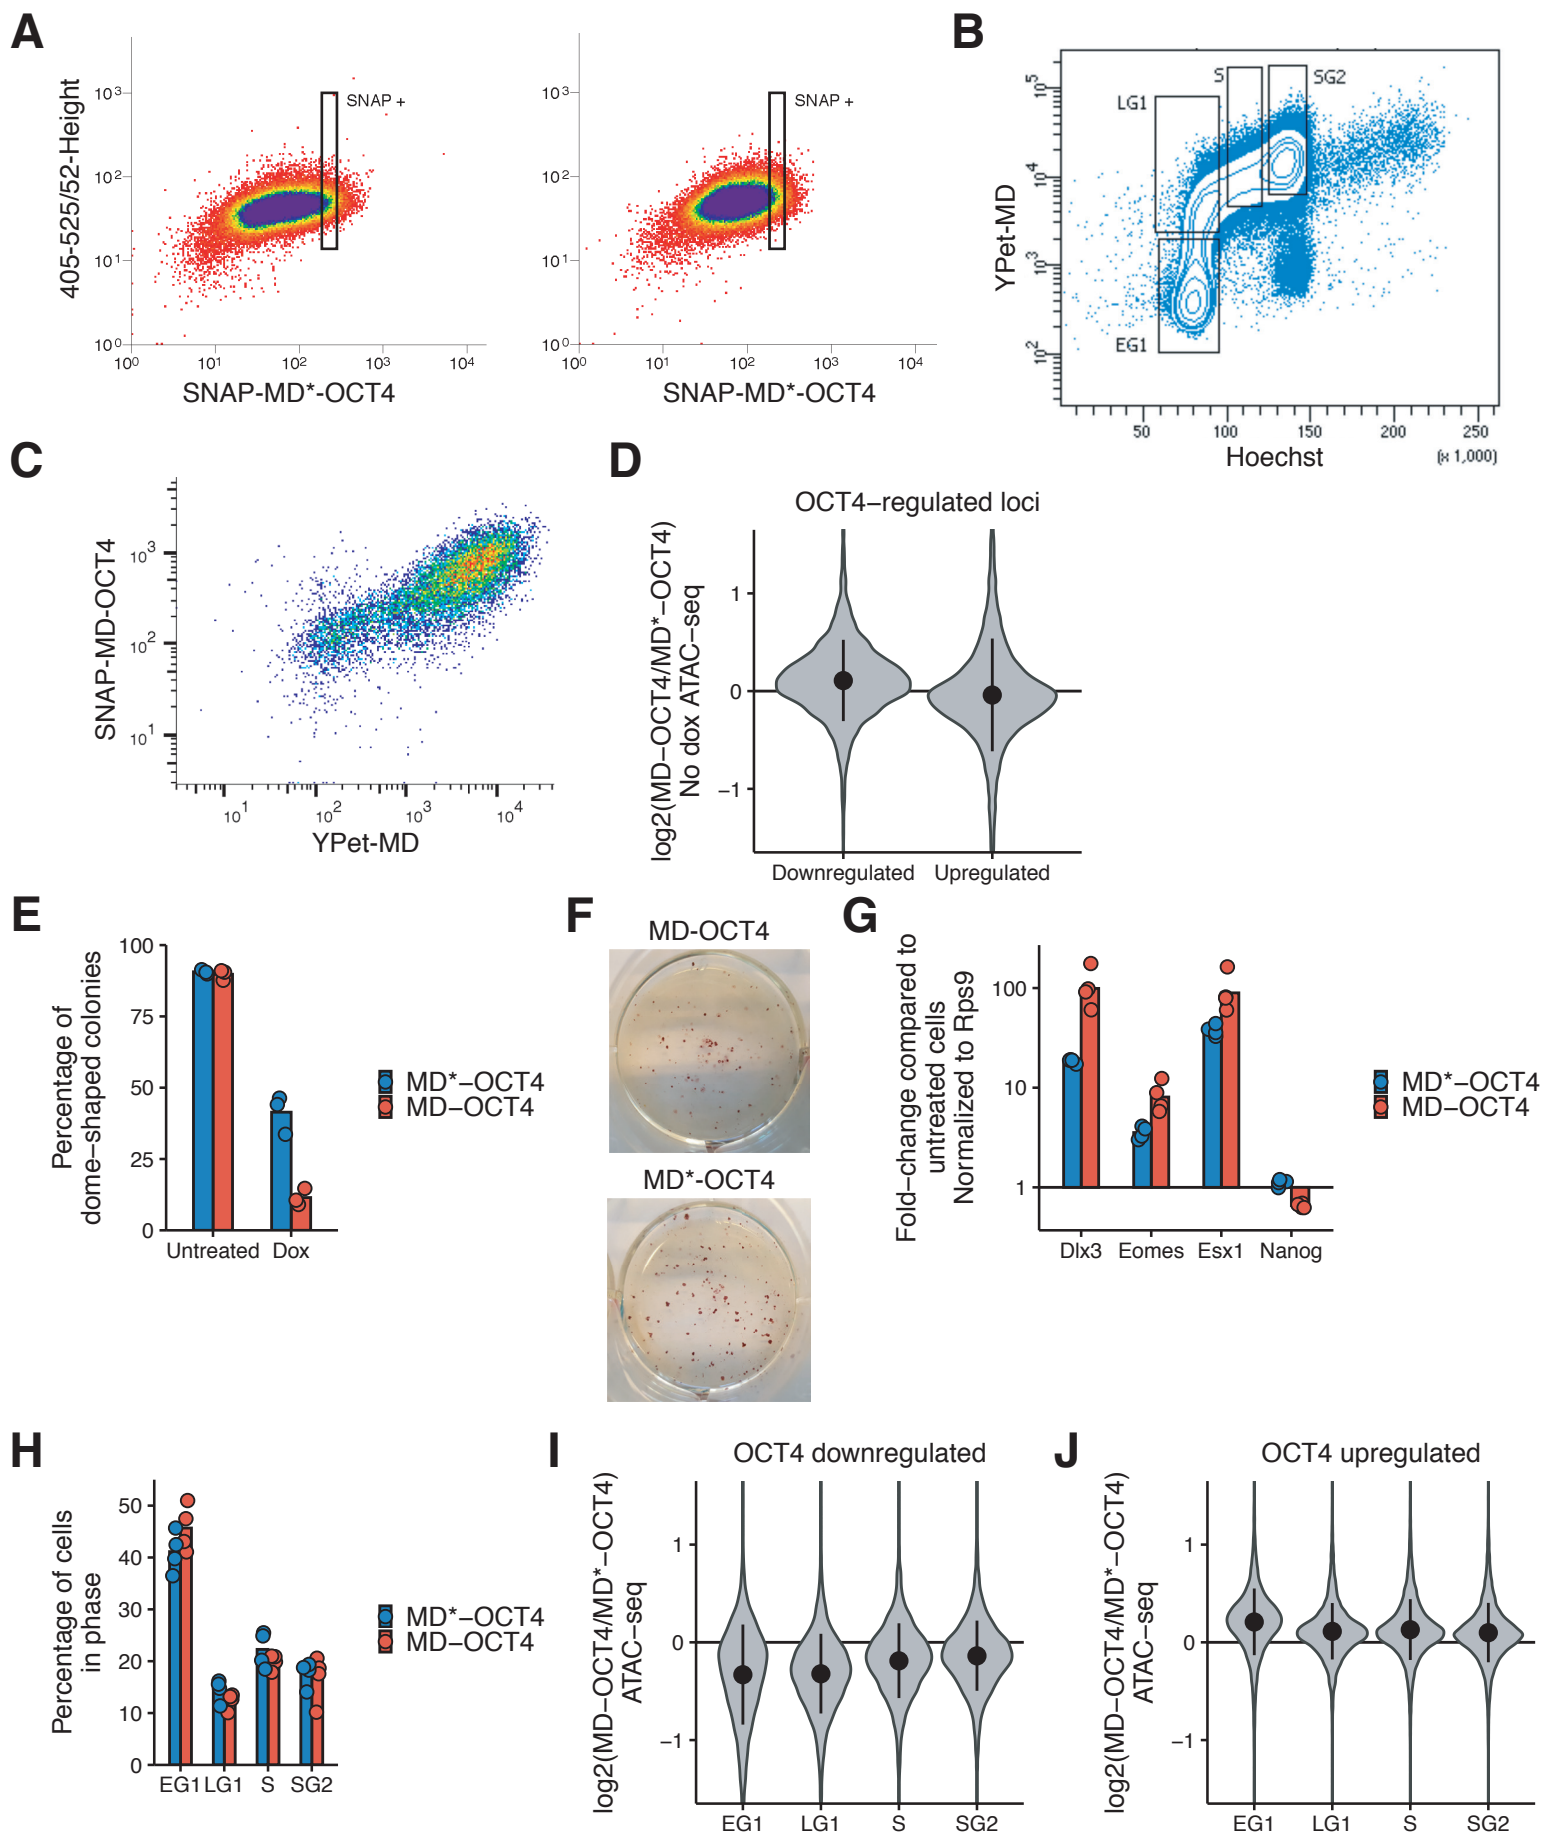 A
405-525/52-Height
10³
10²
10¹
10⁰
SNAP +
10⁰ 10¹ 10² 10³ 10⁴
SNAP-MD*-OCT4
10³
10²
10¹
10⁰
SNAP +
10⁰ 10¹ 10² 10³ 10⁴
SNAP-MD*-OCT4
B
YPet-MD
10⁵
10⁴
10³
10²
LG1
S
SG2
EG1
50 100 150 200 250
(x 1,000)
Hoechst
C
SNAP-MD-OCT4
10³
10²
10¹
10¹ 10² 10³ 10⁴
YPet-MD
D
OCT4–regulated loci
log2(MD–OCT4/MD*–OCT4)
No dox ATAC–seq
1
0
−1
Downregulated Upregulated
E
Percentage of
dome–shaped colonies
100
75
50
25
0
Untreated Dox
MD*–OCT4
MD–OCT4
F
MD-OCT4
MD*-OCT4
G
Fold–change compared to
untreated cells
Normalized to Rps9
100
10
1
Dlx3 Eomes Esx1 Nanog
MD*–OCT4
MD–OCT4
H
Percentage of cells
in phase
50
40
30
20
10
0
EG1 LG1 S SG2
MD*–OCT4
MD–OCT4
I
OCT4 downregulated
log2(MD–OCT4/MD*–OCT4)
ATAC–seq
1
0
−1
EG1 LG1 S SG2
J
OCT4 upregulated
log2(MD–OCT4/MD*–OCT4)
ATAC–seq
1
0
−1
EG1 LG1 S SG2